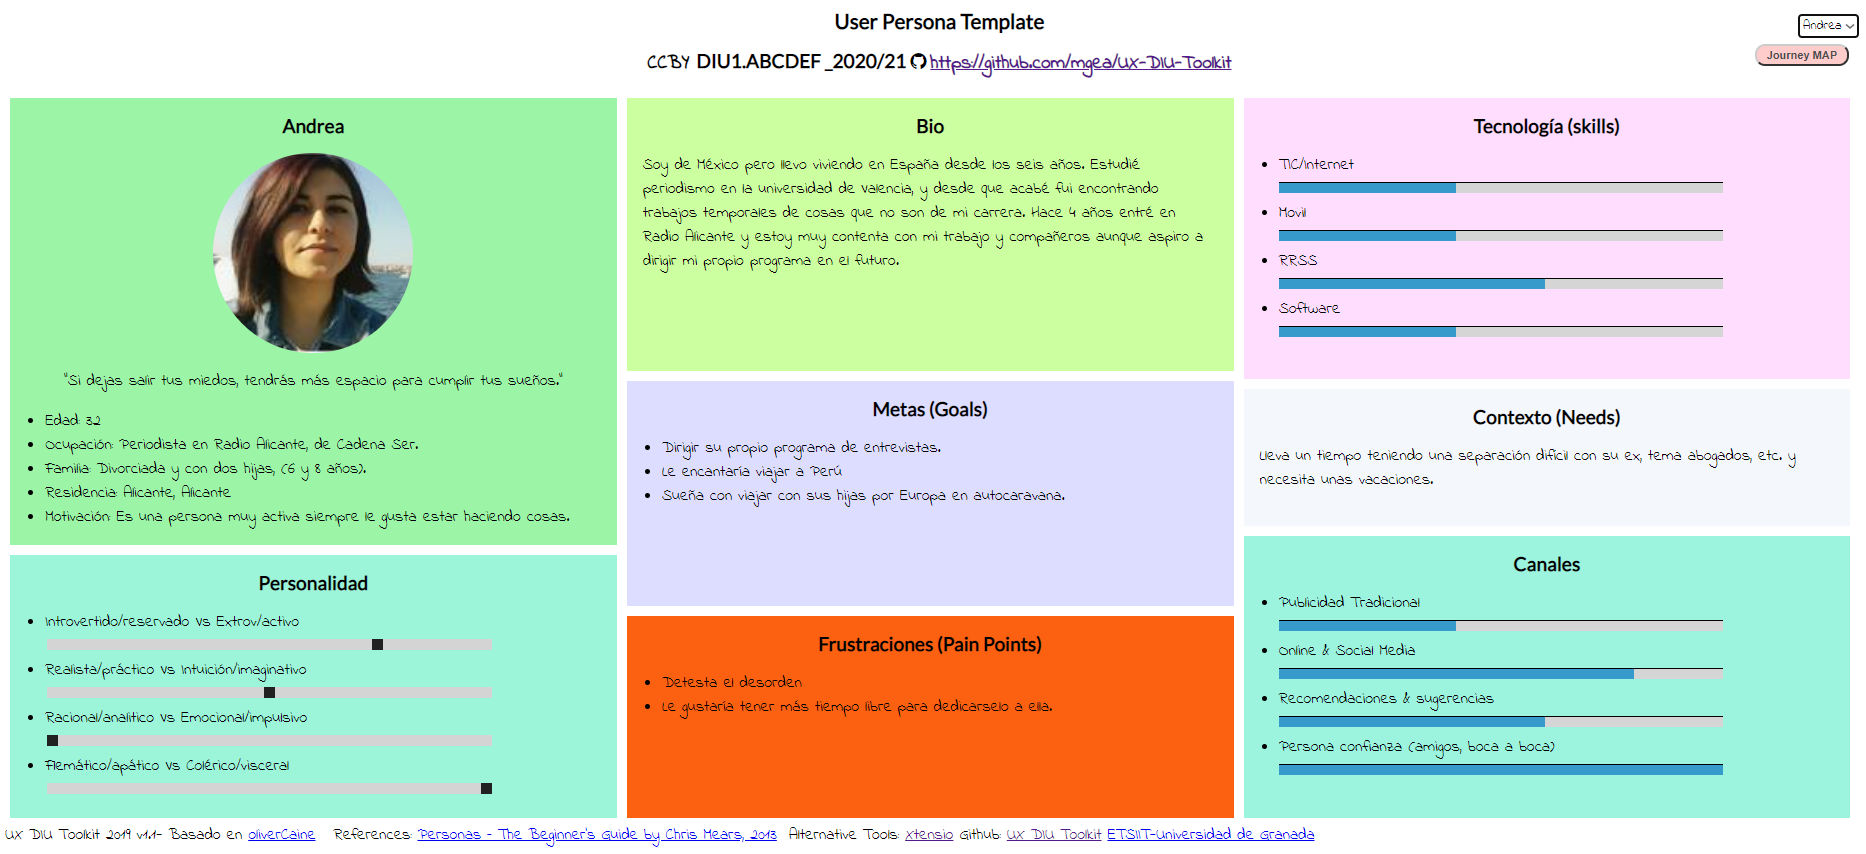 User Persona Template
CCBY DIU1.ABCDEF_2020/21 https://github.com/mgea/UX-DIU-Toolkit
Andrea
Journey MAP
Andrea
"Si dejas salir tus miedos, tendrás más espacio para cumplir tus sueños."
Edad: 32
Ocupación: Periodista en Radio Alicante, de Cadena Ser.
Familia: Divorciada y con dos hijas, (6 y 8 años).
Residencia: Alicante, Alicante
Motivación: Es una persona muy activa siempre le gusta estar haciendo cosas.
Personalidad
Introvertido/reservado Vs Extrov/activo
Realista/práctico Vs Intuición/imaginativo
Racional/analítico Vs Emocional/impulsivo
Flemático/apático Vs Colérico/visceral
Bio
Soy de México pero llevo viviendo en España desde los seis años. Estudié
periodismo en la universidad de Valencia, y desde que acabé fui encontrando
trabajos temporales de cosas que no son de mi carrera. Hace 4 años entré en
Radio Alicante y estoy muy contenta con mi trabajo y compañeros aunque aspiro a
dirigir mi propio programa en el futuro.
Metas (Goals)
Dirigir su propio programa de entrevistas.
Le encantaría viajar a Perú
Sueña con viajar con sus hijas por Europa en autocaravana.
Frustraciones (Pain Points)
Detesta el desorden
Le gustaría tener más tiempo libre para dedicarselo a ella.
Tecnología (skills)
TIC/Internet
Movil
RRSS
Software
Contexto (Needs)
Lleva un tiempo teniendo una separación difícil con su ex, tema abogados, etc. y
necesita unas vacaciones.
Canales
Publicidad Tradicional
Online & Social Media
Recomendaciones & sugerencias
Persona confianza (amigos, boca a boca)
UX DIU Toolkit 2019 v1.1- Basado en oliverCaine References: Personas - The Beginner's Guide by Chris Mears, 2013 Alternative Tools: Xtensio Github: UX DIU Toolkit ETSIIT-Universidad de Granada